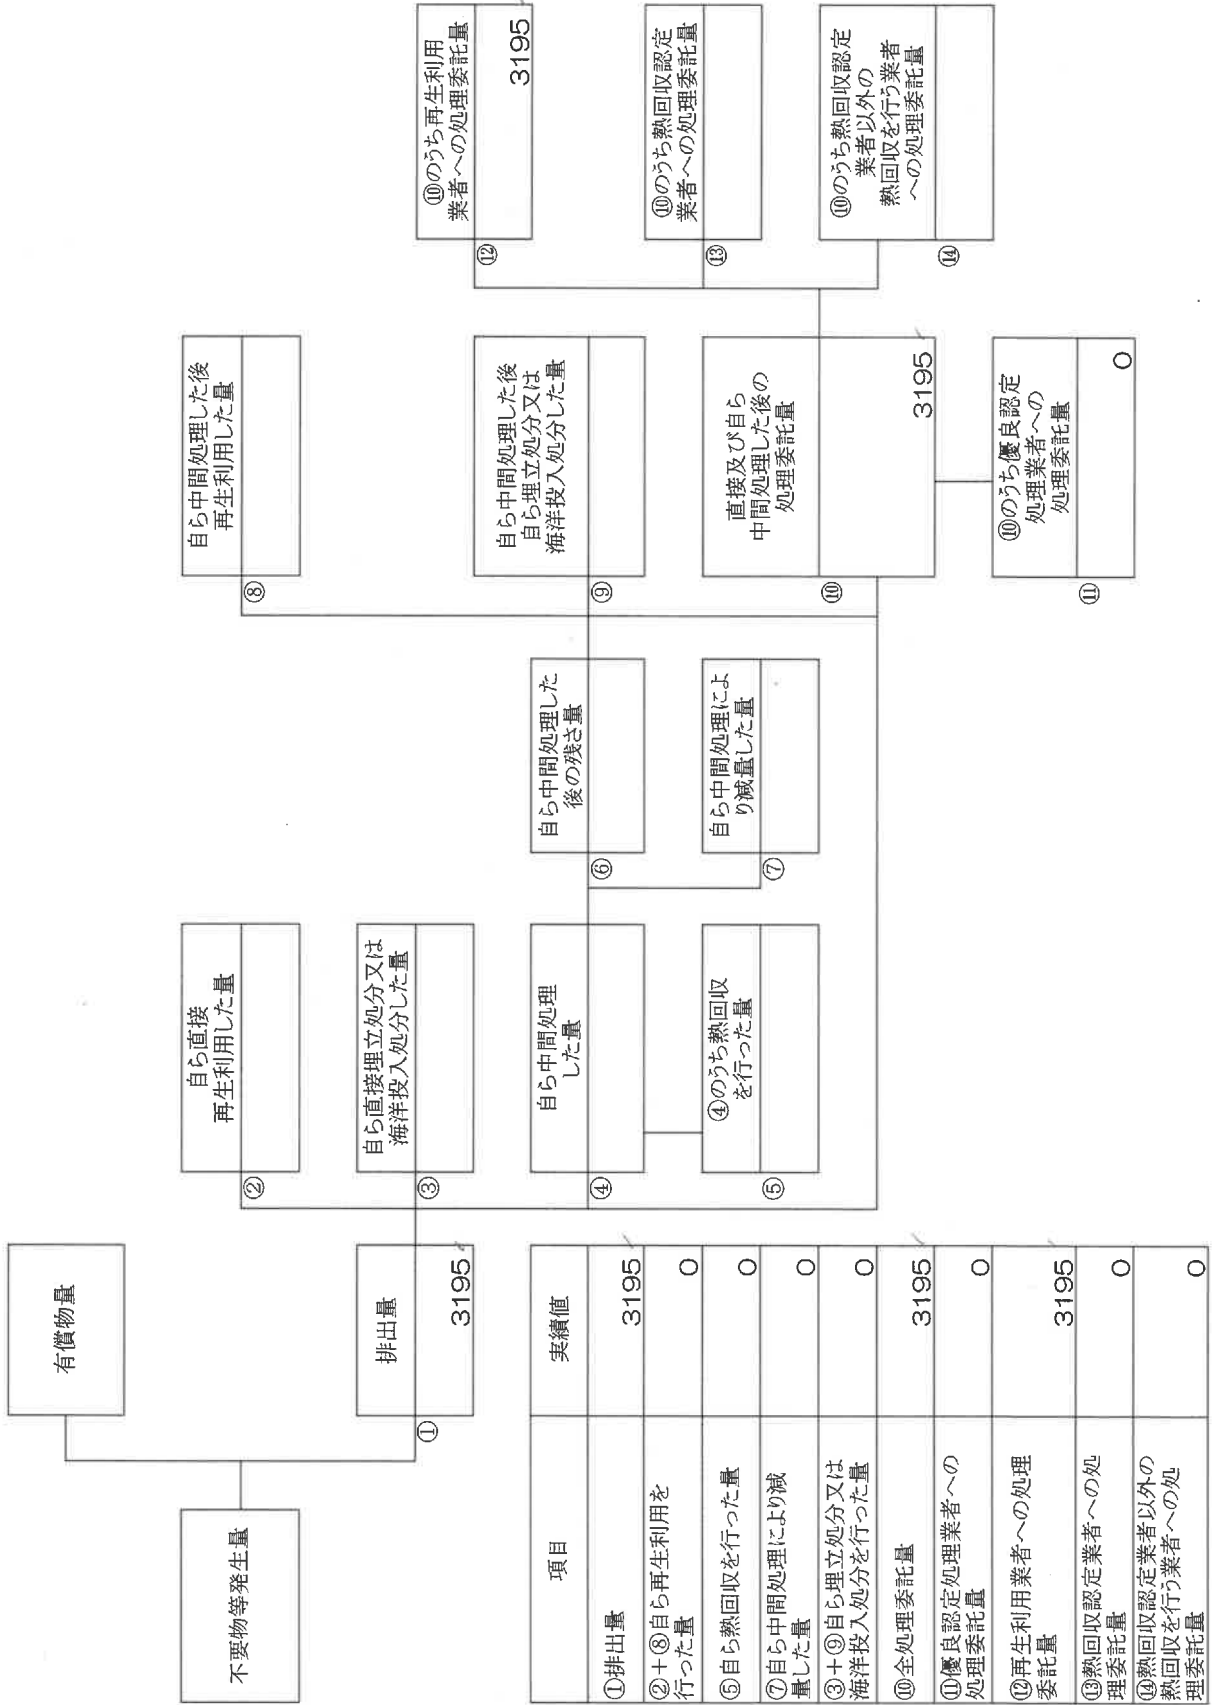 不要物等発生量
有償物量
排出量
①
3195
自ら直接
再生利用した量
②
自ら直接埋立処分又は
海洋投入処分した量
③
自ら中間処理
した量
④
④のうち熱回収
を行った量
⑤
自ら中間処理した
後の残さ量
⑥
自ら中間処理によ
り減量した量
⑦
自ら中間処理した後
再生利用した量
⑧
自ら中間処理した後
自ら埋立処分又は
海洋投入処分した量
⑨
直接及び自ら
中間処理した後の
処理委託量
⑩
3195
⑩のうち優良認定
処理業者への
処理委託量
⑪
0
⑩のうち再生利用
業者への処理委託量
⑫
3195
⑩のうち熱回収認定
業者への処理委託量
⑬
⑩のうち熱回収認定
業者以外の
熱回収を行う業者
への処理委託量
⑭
項目 実績値
①排出量 3195
②+⑧自ら再生利用を
行った量 0
⑤自ら熱回収を行った量 0
⑦自ら中間処理により減
量した量 0
③+⑨自ら埋立処分又は
海洋投入処分を行った量 0
⑩全処理委託量 3195
⑪優良認定処理業者への
処理委託量 0
⑫再生利用業者への処理
委託量 3195
⑬熱回収認定業者への処
理委託量 0
⑭熱回収認定業者以外の
熱回収を行う業者への処
理委託量 0